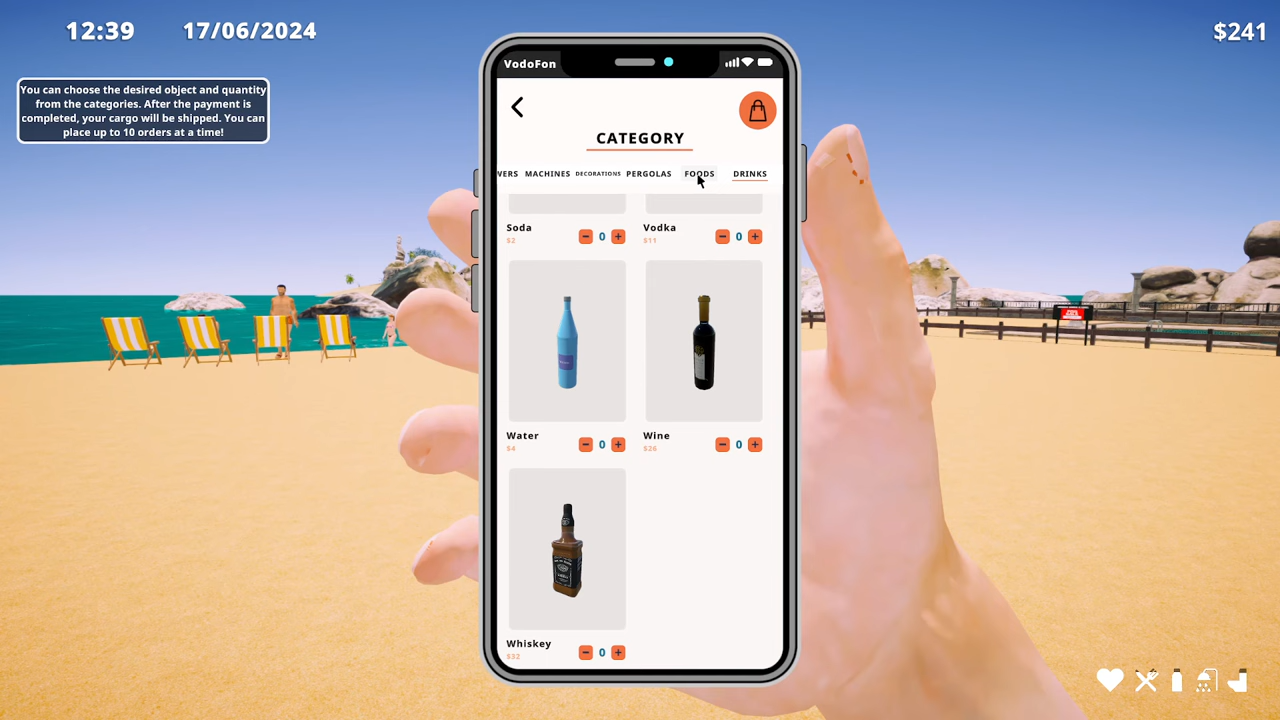 12:39
17/06/2024
$241
You can choose the desired object and quantity
from the categories. After the payment is
completed, your cargo will be shipped. You can
place up to 10 orders at a time!
VodoFon
CATEGORY
WERS MACHINES DECORATIONS PERGOLAS FOODS DRINKS
Soda
$2
− 0 +
Vodka
$11
− 0 +
Water
$4
− 0 +
Wine
$26
− 0 +
Whiskey
$32
− 0 +